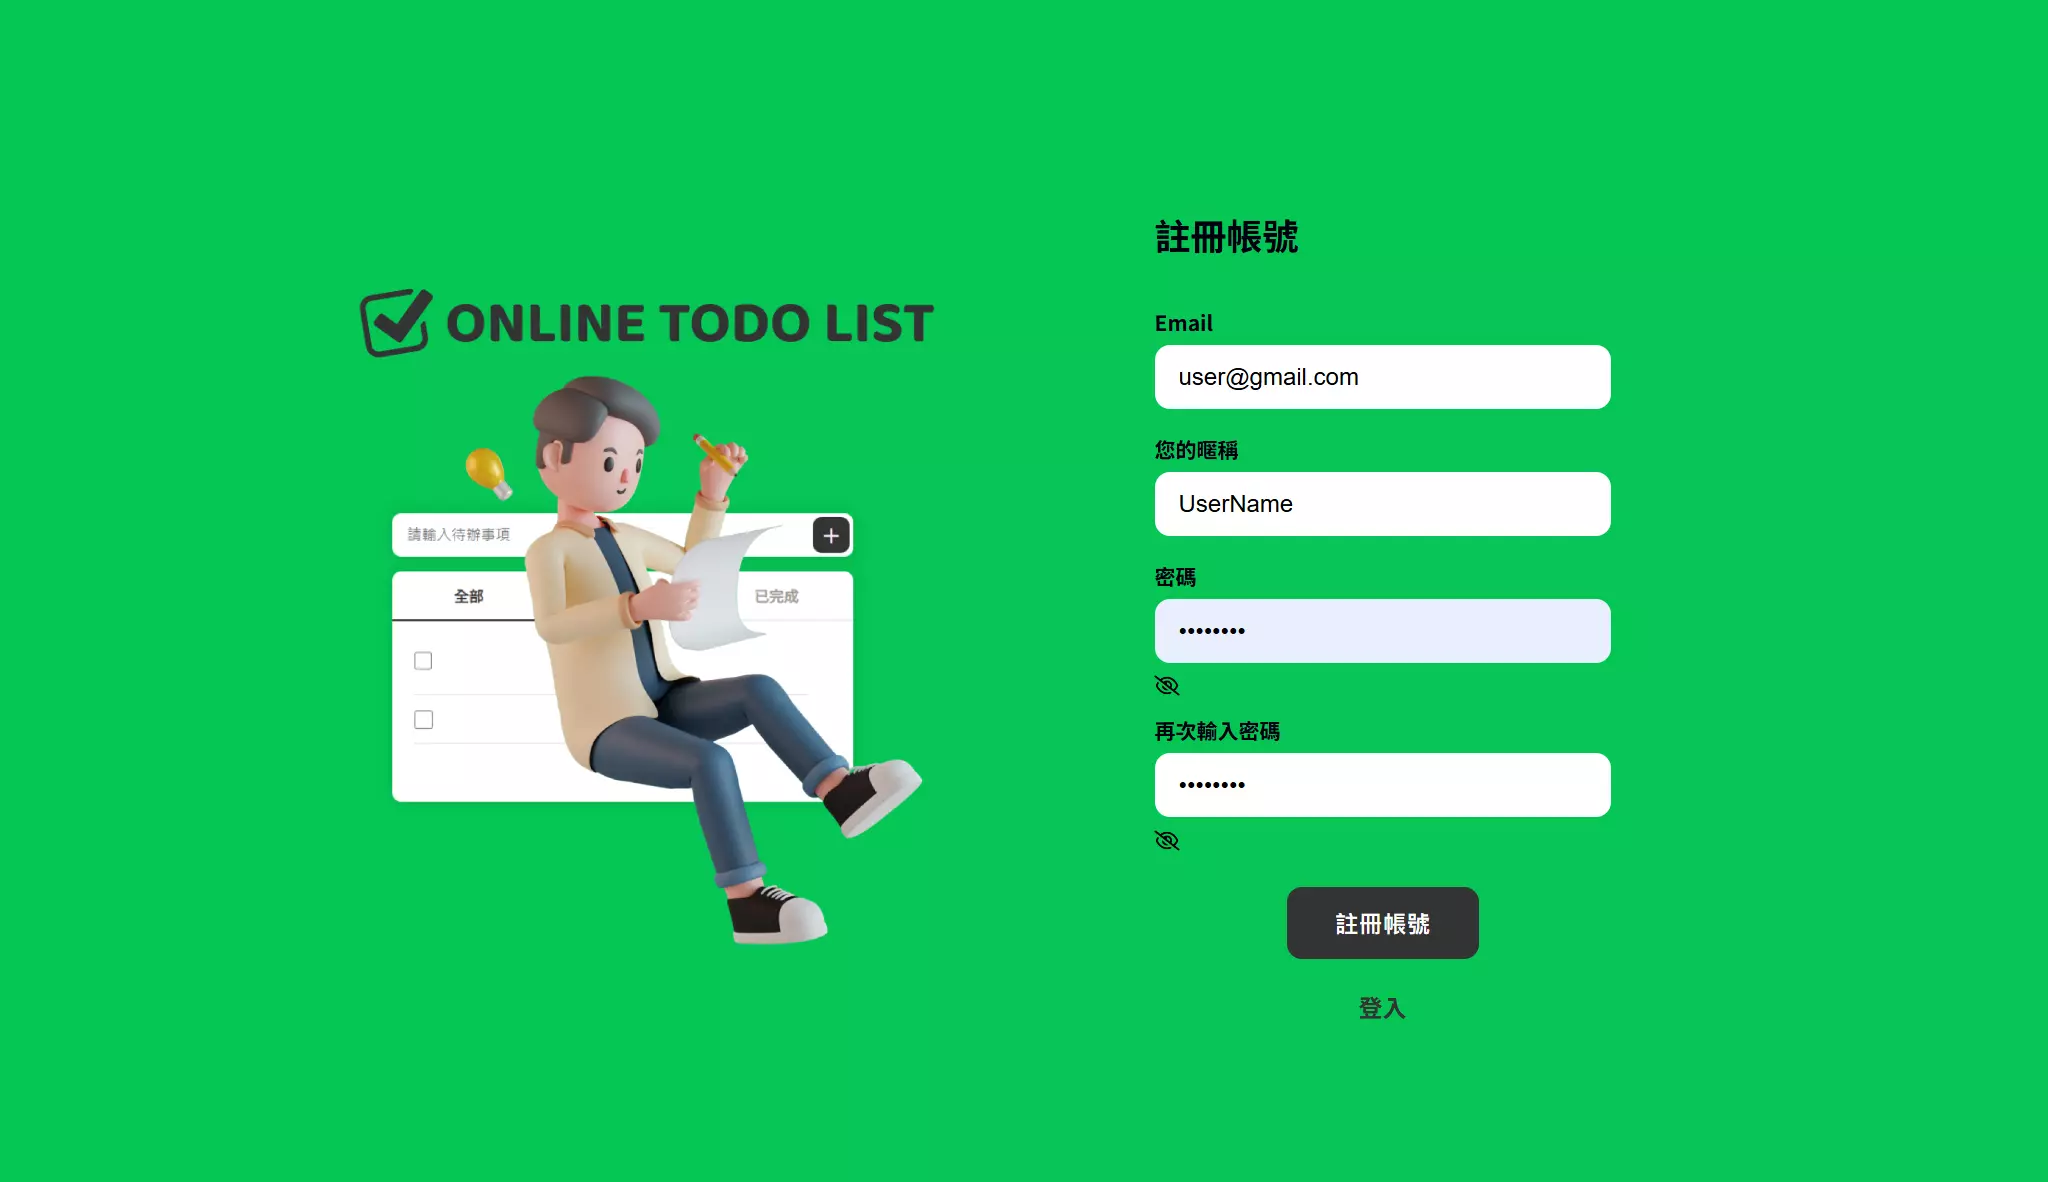 ONLINE TODO LIST
請輸入待辦事項
全部
已完成
註冊帳號
Email
user@gmail.com
您的暱稱
UserName
密碼
••••••••
再次輸入密碼
••••••••
註冊帳號
登入